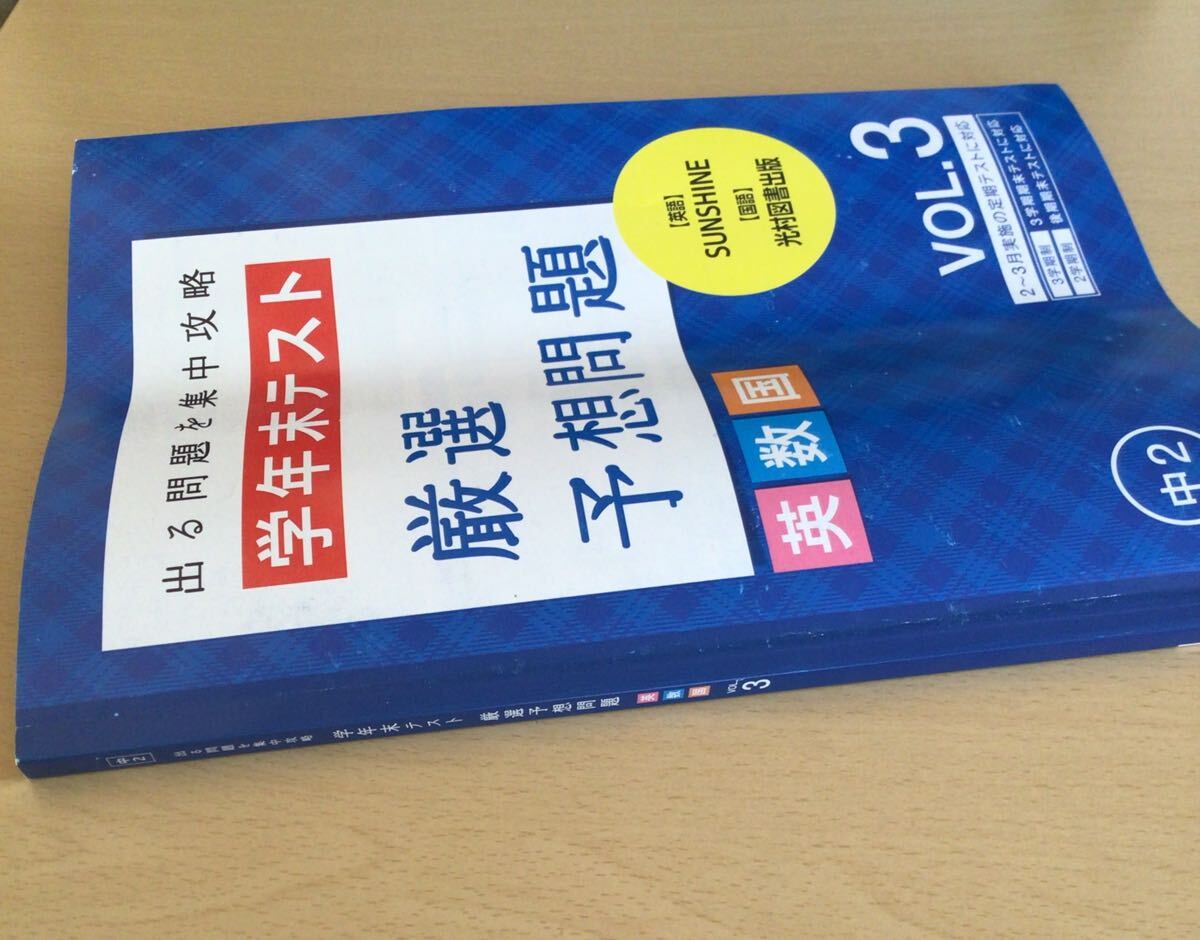 出る問題を集中攻略
学年末テスト
厳選
予想問題
【英語】
SUNSHINE
【国語】
光村図書出版
英 数 国
VOL.3
2〜3月実施の定期テストに対応
3学期制 3学期期末テストに対応
2学期制 後期期末テストに対応
中2
中2 出る問題を集中攻略 学年末テスト 厳選予想問題 英 数 国 VOL.3